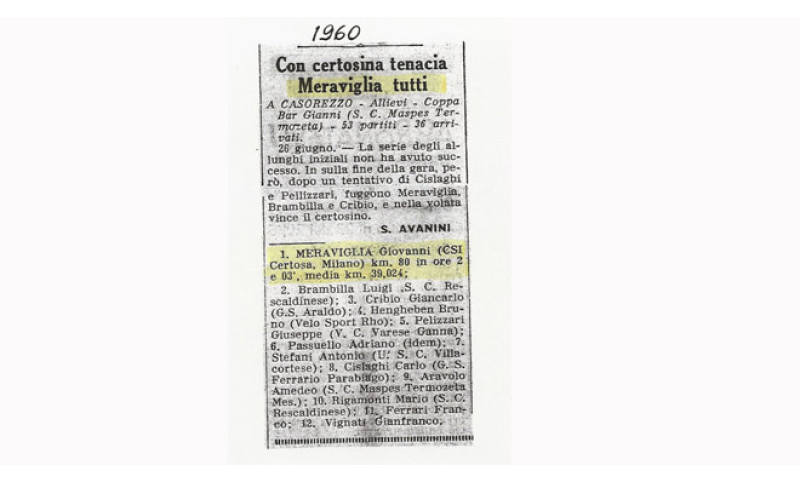 1960
Con certosina tenacia
Meraviglia tutti
A CASOREZZO - Allievi - Coppa
Bar Gianni (S. C. Maspes Ter-
mozeta) - 53 partiti - 36 arri-
vati.
26 giugno. — La serie degli al-
lunghi iniziali non ha avuto suc-
cesso. In sulla fine della gara, pe-
rò, dopo un tentativo di Cislaghi
e Pellizzari, fuggono Meraviglia,
Brambilla e Cribio, e nella volata
vince il certosino.
S. AVANINI
1. MERAVIGLIA Giovanni (CSI
Certosa, Milano) km. 80 in ore 2
e 03', media km. 39,024;
2. Brambilla Luigi .S. C. Re-
scaldinese); 3. Cribio Giancarlo
(G.S. Araldo); 4. Hengheben Bru-
no (Velo Sport Rho); 5. Pelizzari
Giuseppe (V. C. Varese Ganna);
6. Passuello Adriano (idem); 7.
Stefani Antonio (U. S. C. Villa-
cortese); 8. Cislaghi Carlo (G. S.
Ferrario Parabiago); 9. Aravolo
Amedeo (S. C. Maspes Termozeta
Mes.); 10. Rigamonti Mario (S. C.
Rescaldinese); 11. Ferrari Fran-
co; 12. Vignati Gianfranco.